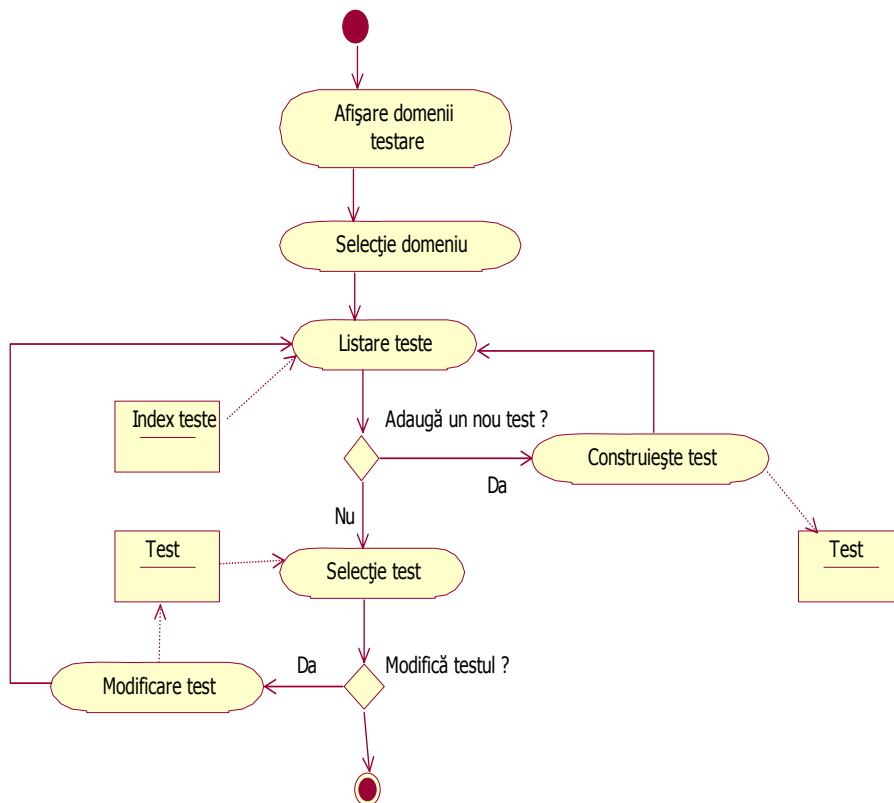 Afişare domenii
testare
Selecţie domeniu
Listare teste
Index teste
Adaugă un nou test ?
Construieşte test
Da
Nu
Test
Selecţie test
Test
Da
Modifică testul ?
Modificare test